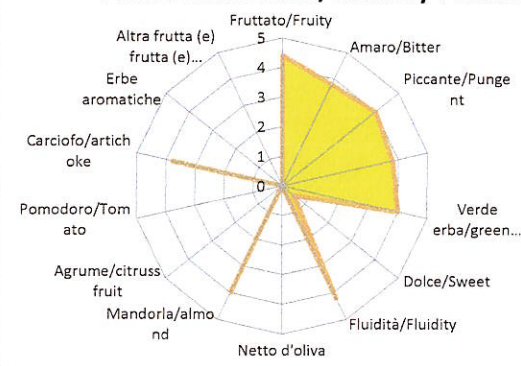 Fruttato/Fruity
Amaro/Bitter
Piccante/Punge
nt
Verde
erba/green...
Dolce/Sweet
Fluidità/Fluidity
Netto d'oliva
Mandorla/almo
nd
Agrume/citruss
fruit
Pomodoro/Tom
ato
Carciofo/artich
oke
Erbe
aromatiche
Altra frutta (e)
frutta (e)...
5
4
3
2
1
0